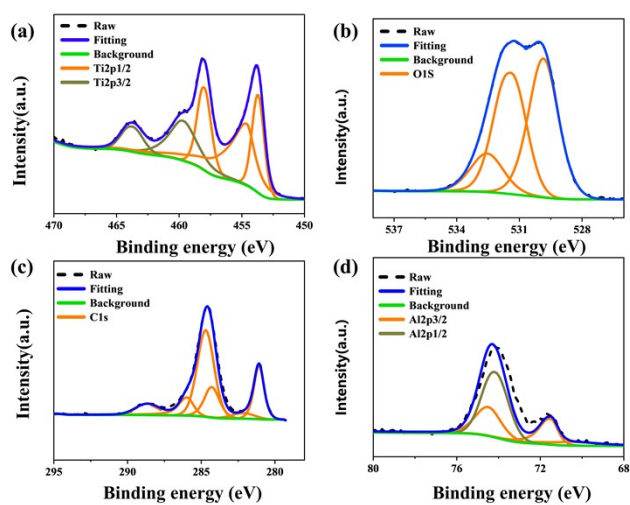 (a)
Raw
Fitting
Background
Ti2p1/2
Ti2p3/2
Intensity(a.u.)
470 465 460 455 450
Binding energy (eV)
(b)
Raw
Fitting
Background
O1S
Intensity(a.u.)
537 534 531 528
Binding energy (eV)
(c)
Raw
Fitting
Background
C1s
Intensity(a.u.)
295 290 285 280
Binding energy (eV)
(d)
Raw
Fitting
Background
Al2p3/2
Al2p1/2
Intensity(a.u.)
80 76 72 68
Binding energy (eV)